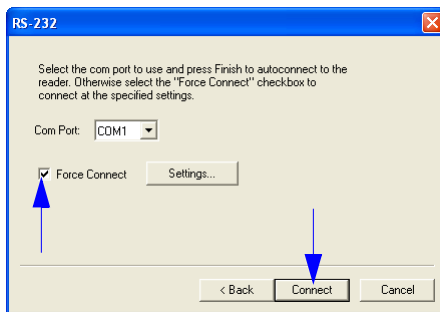 RS-232
Select the com port to use and press Finish to autoconnect to the
reader. Otherwise select the "Force Connect" checkbox to
connect at the specified settings.
Com Port: COM1
Force Connect Settings...
< Back Connect Cancel